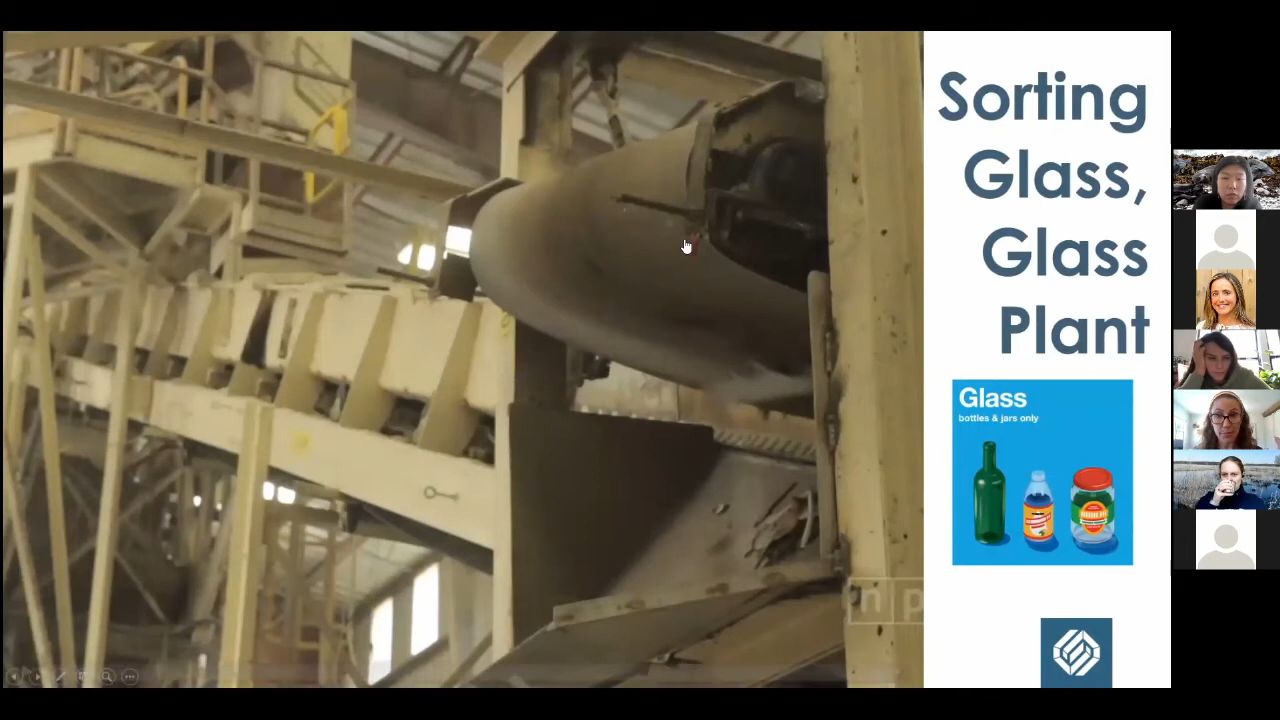 Sorting
Glass,
Glass
Plant
Glass
bottles & jars only
n p